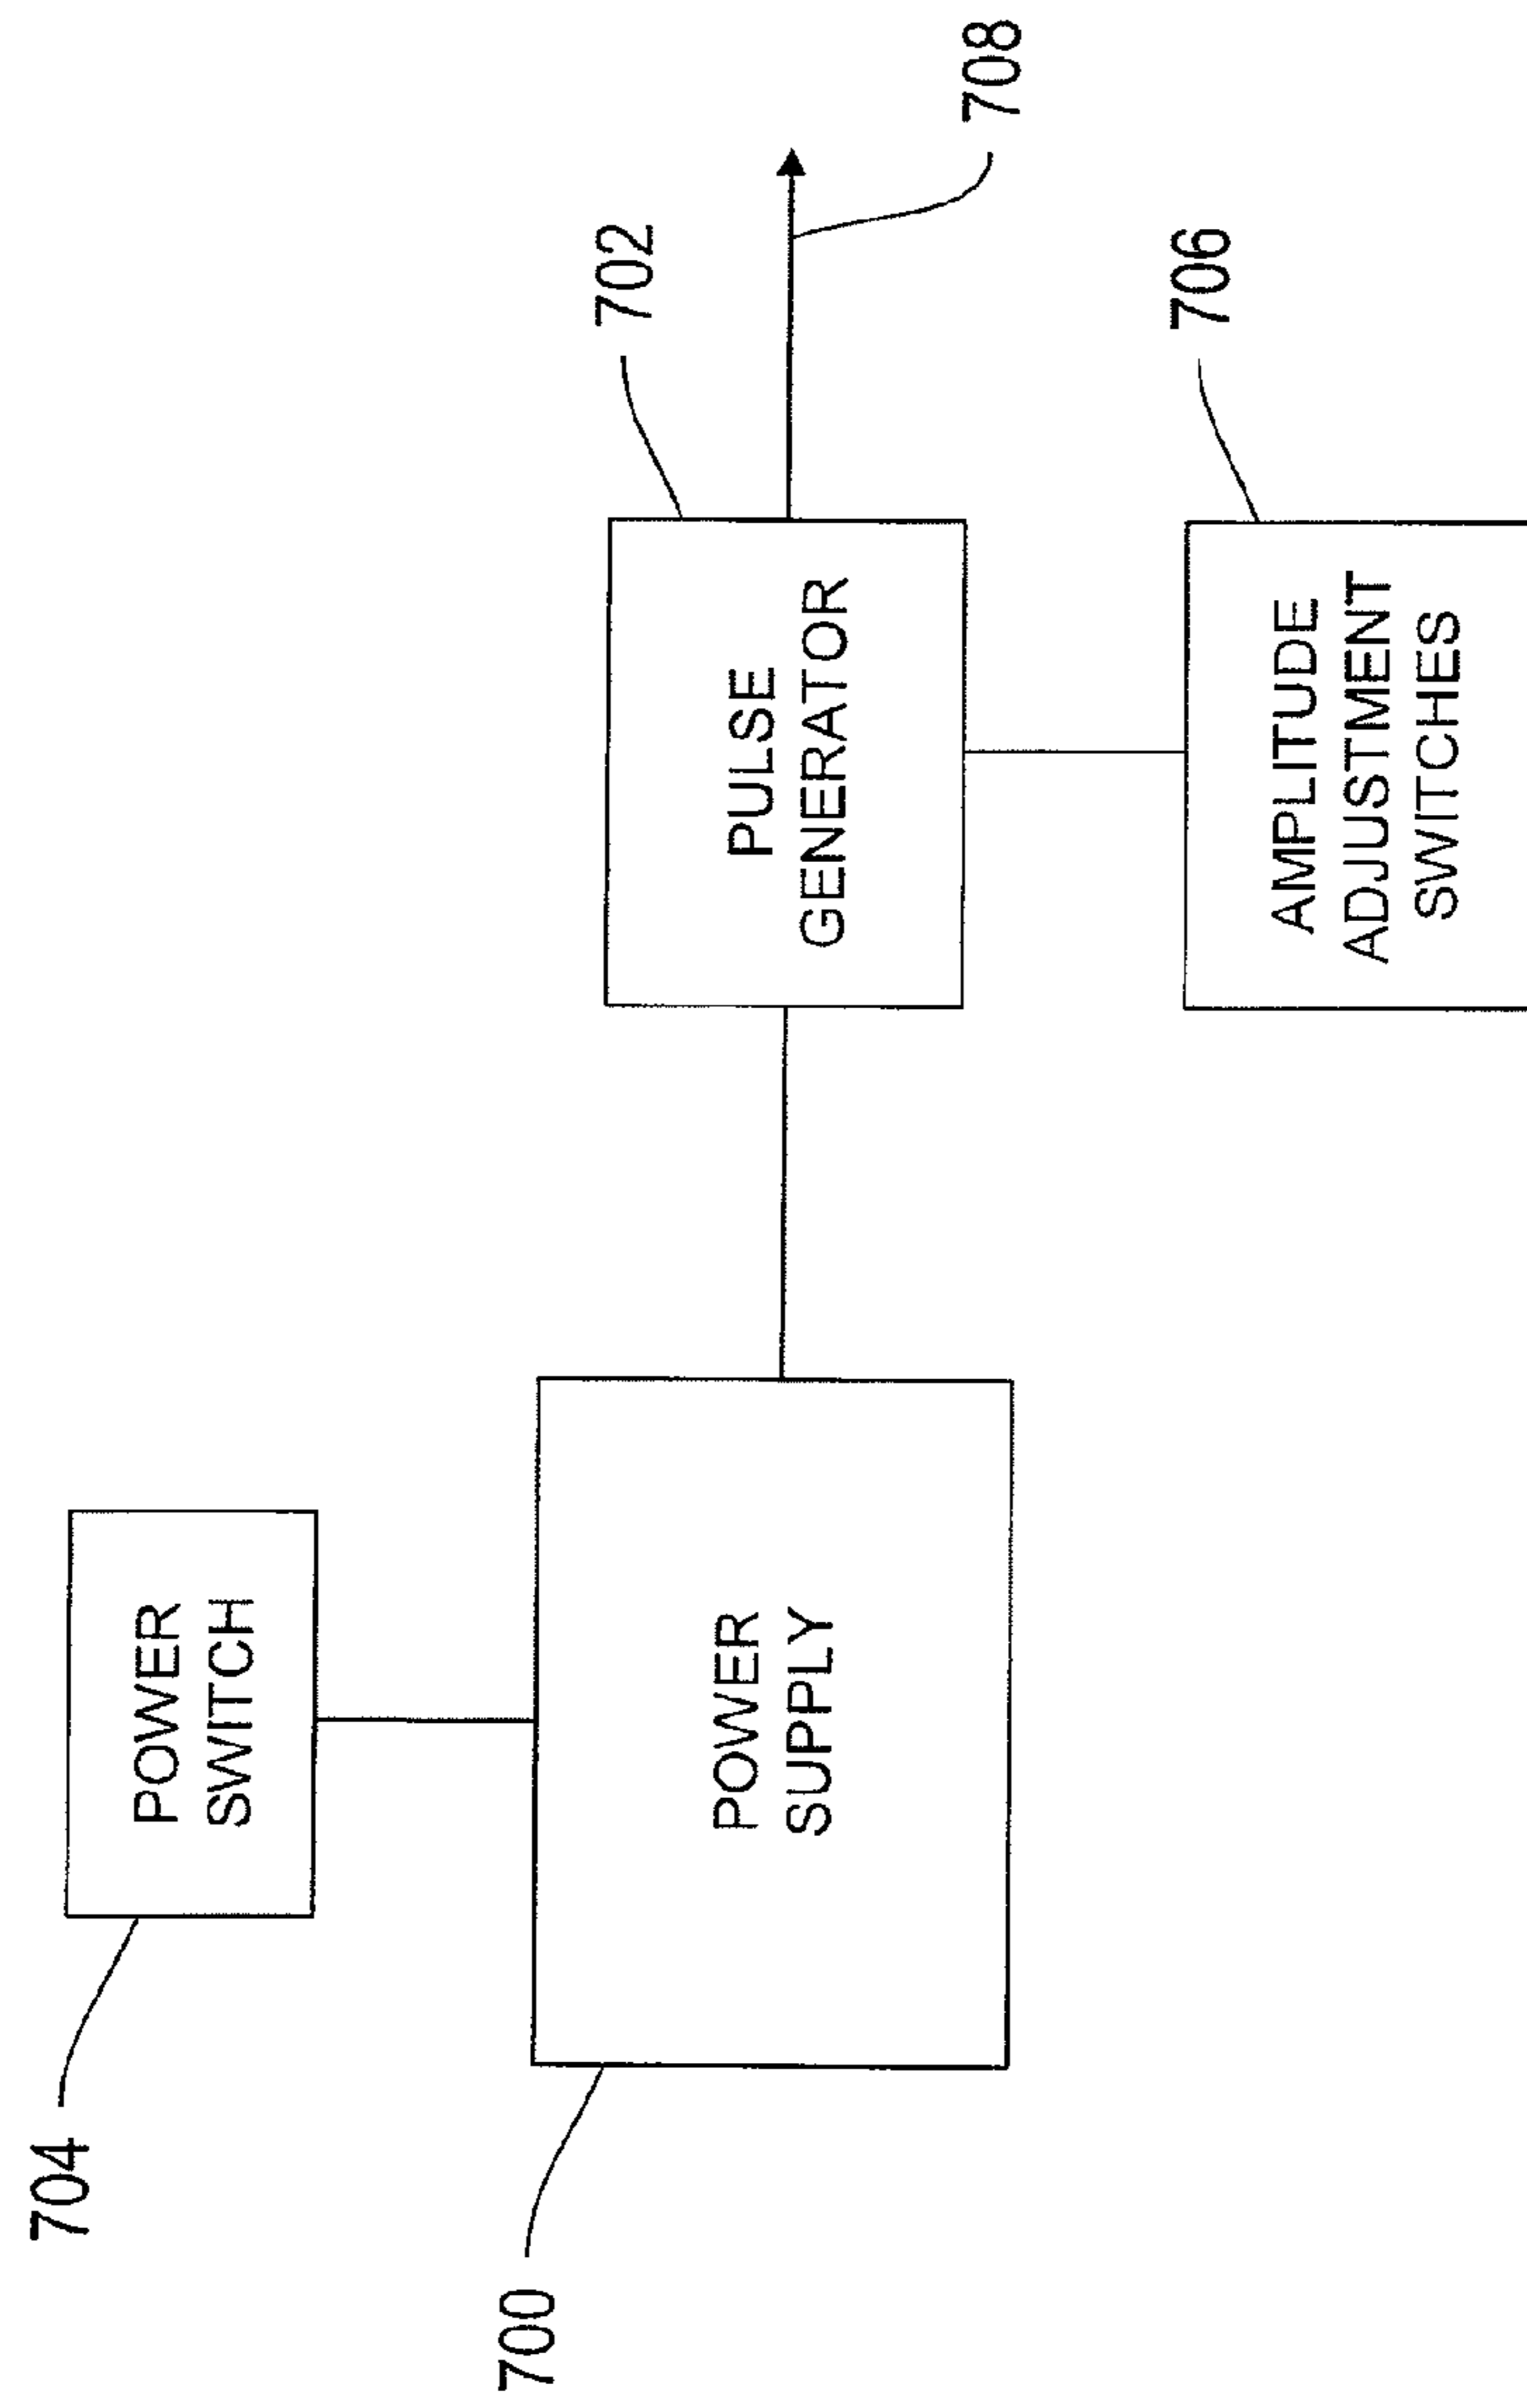 704
POWER
SWITCH
700
POWER
SUPPLY
702
PULSE
GENERATOR
708
706
AMPLITUDE
ADJUSTMENT
SWITCHES